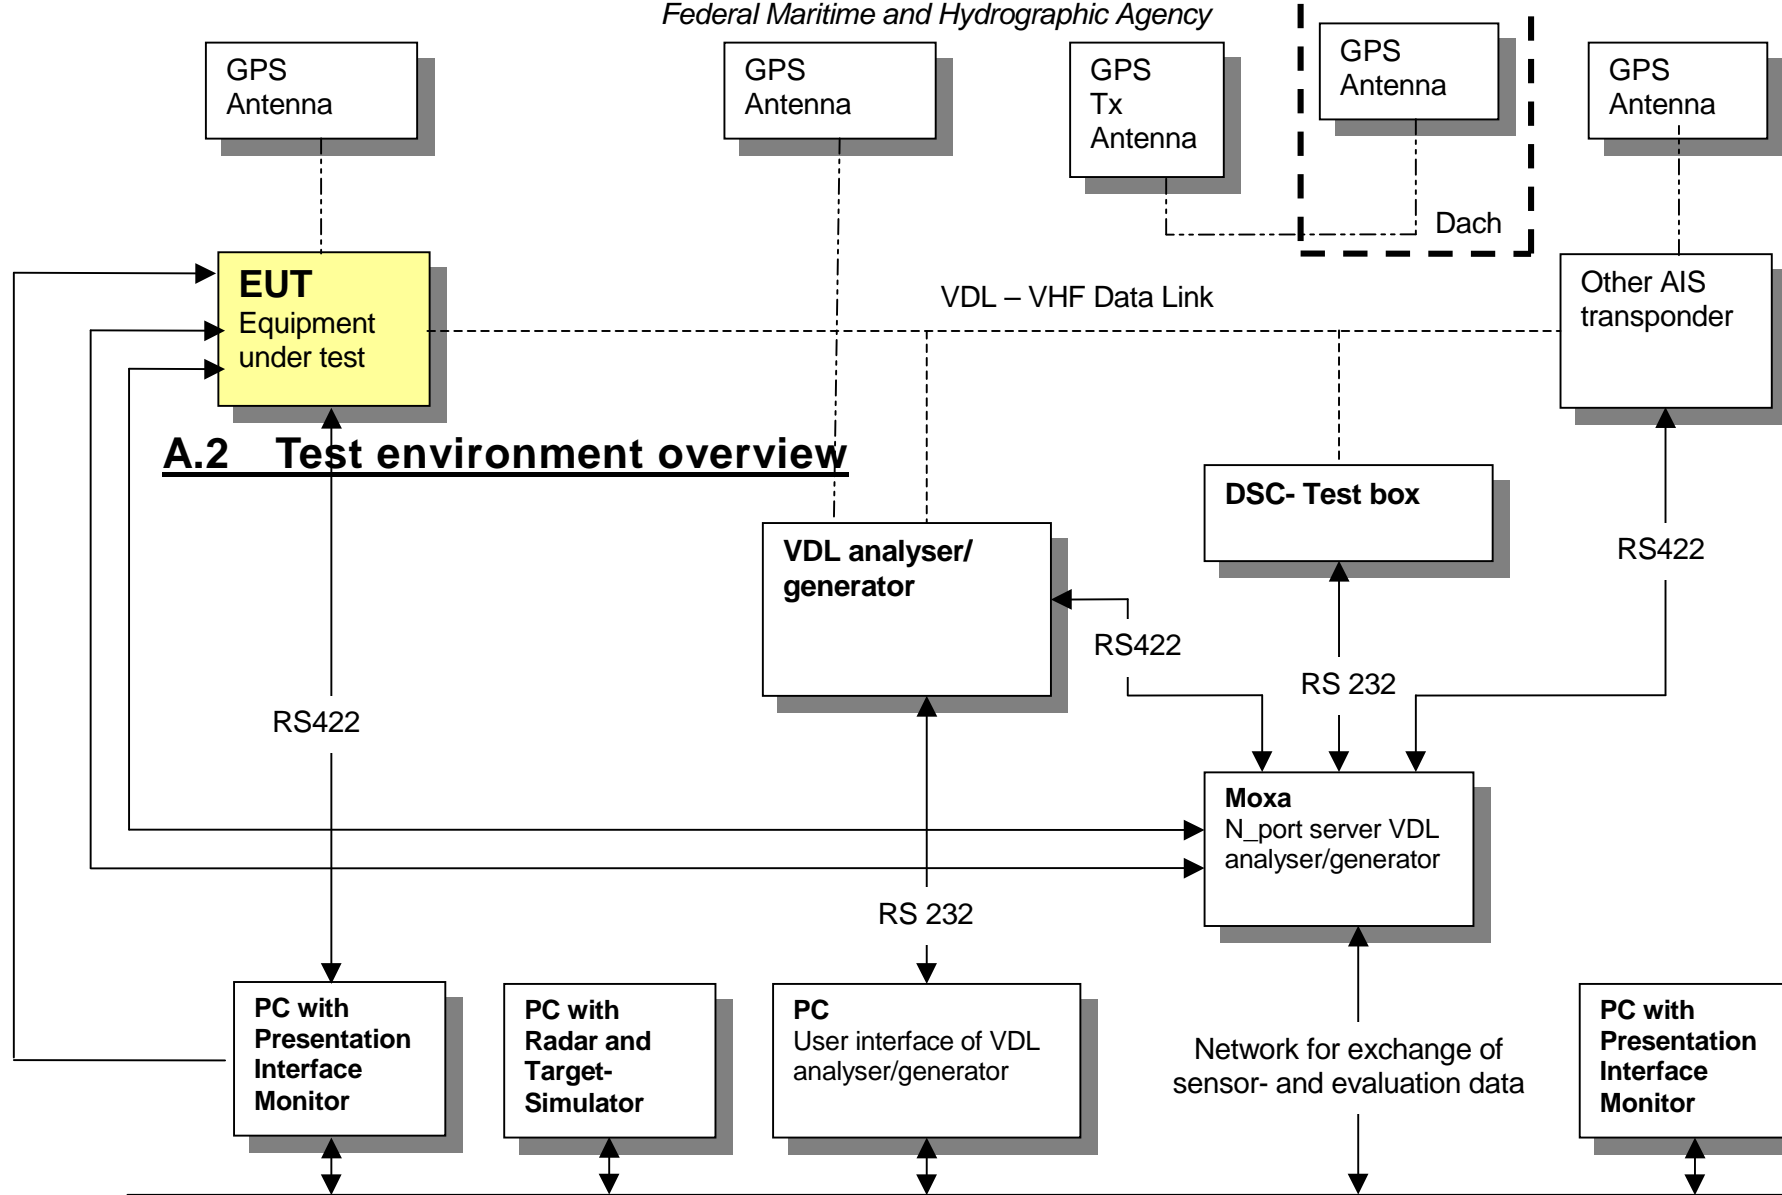 Federal Maritime and Hydrographic Agency
GPS
Antenna
GPS
Antenna
GPS
Tx
Antenna
GPS
Antenna
GPS
Antenna
Dach
EUT
Equipment
under test
VDL – VHF Data Link
Other AIS
transponder
A.2 Test environment overview
DSC- Test box
VDL analyser/
generator
RS422
RS422
RS 232
RS422
Moxa
N_port server VDL
analyser/generator
RS 232
PC with
Presentation
Interface
Monitor
PC with
Radar and
Target-
Simulator
PC
User interface of VDL
analyser/generator
Network for exchange of
sensor- and evaluation data
PC with
Presentation
Interface
Monitor